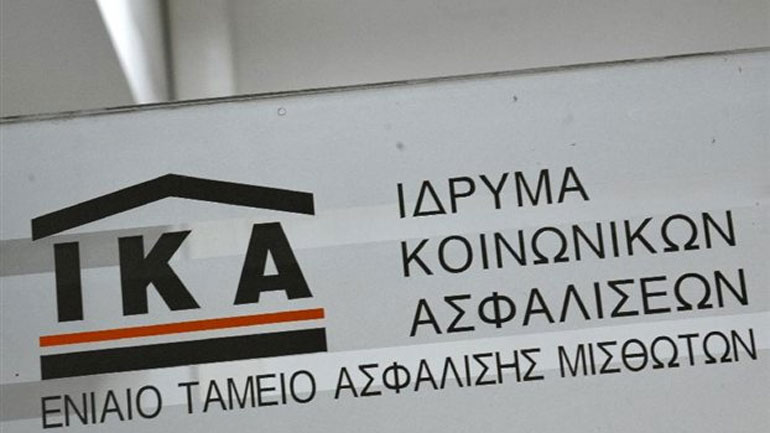 ΙΚΑ
ΙΔΡΥΜΑ
ΚΟΙΝΩΝΙΚΩΝ
ΑΣΦΑΛΙΣΕΩΝ
ΕΝΙΑΙΟ ΤΑΜΕΙΟ ΑΣΦΑΛΙΣΗΣ ΜΙΣΘΩΤΩΝ